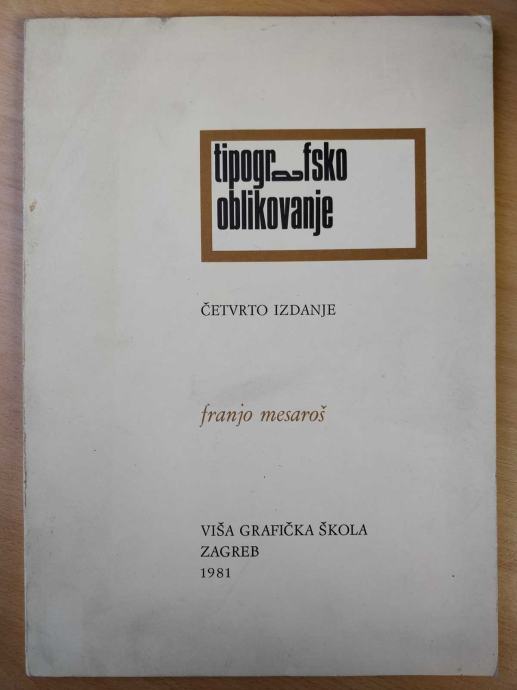 tipografsko
oblikovanje
ČETVRTO IZDANJE
franjo mesaroš
VIŠA GRAFIČKA ŠKOLA
ZAGREB
1981